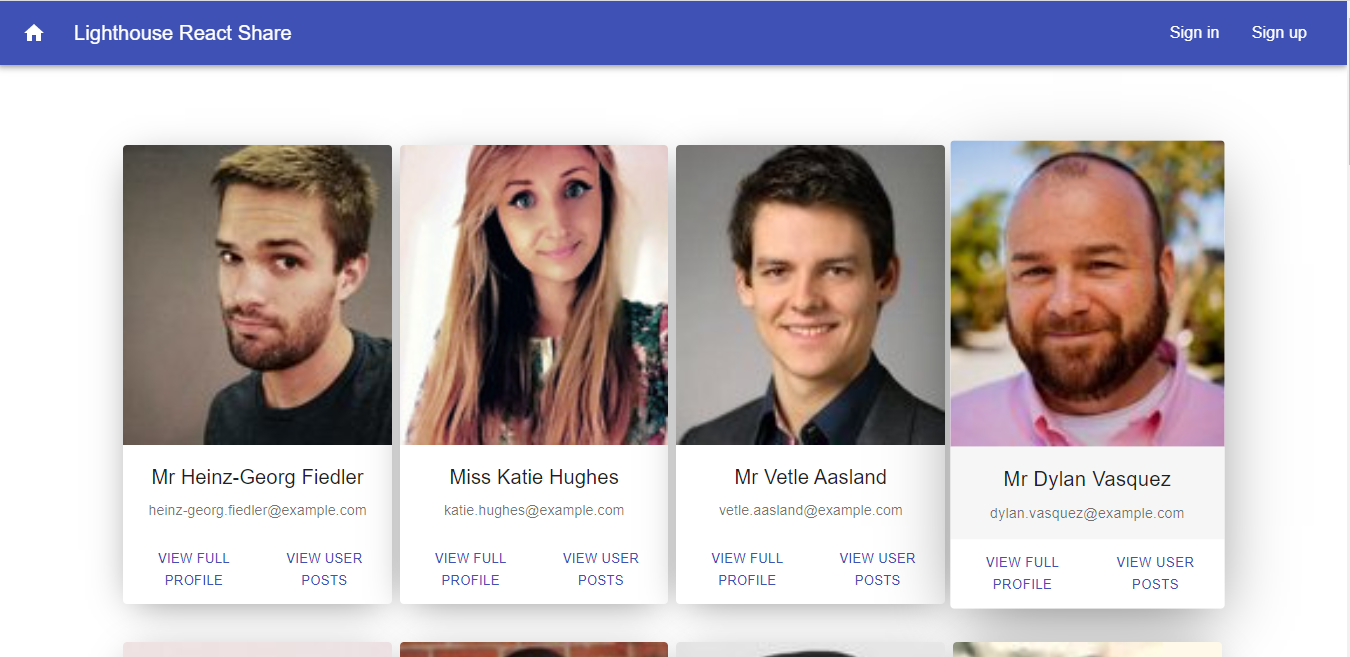 Lighthouse React Share
Sign in
Sign up
Mr Heinz-Georg Fiedler
heinz-georg.fiedler@example.com
VIEW FULL
PROFILE
VIEW USER
POSTS
Miss Katie Hughes
katie.hughes@example.com
VIEW FULL
PROFILE
VIEW USER
POSTS
Mr Vetle Aasland
vetle.aasland@example.com
VIEW FULL
PROFILE
VIEW USER
POSTS
Mr Dylan Vasquez
dylan.vasquez@example.com
VIEW FULL
PROFILE
VIEW USER
POSTS